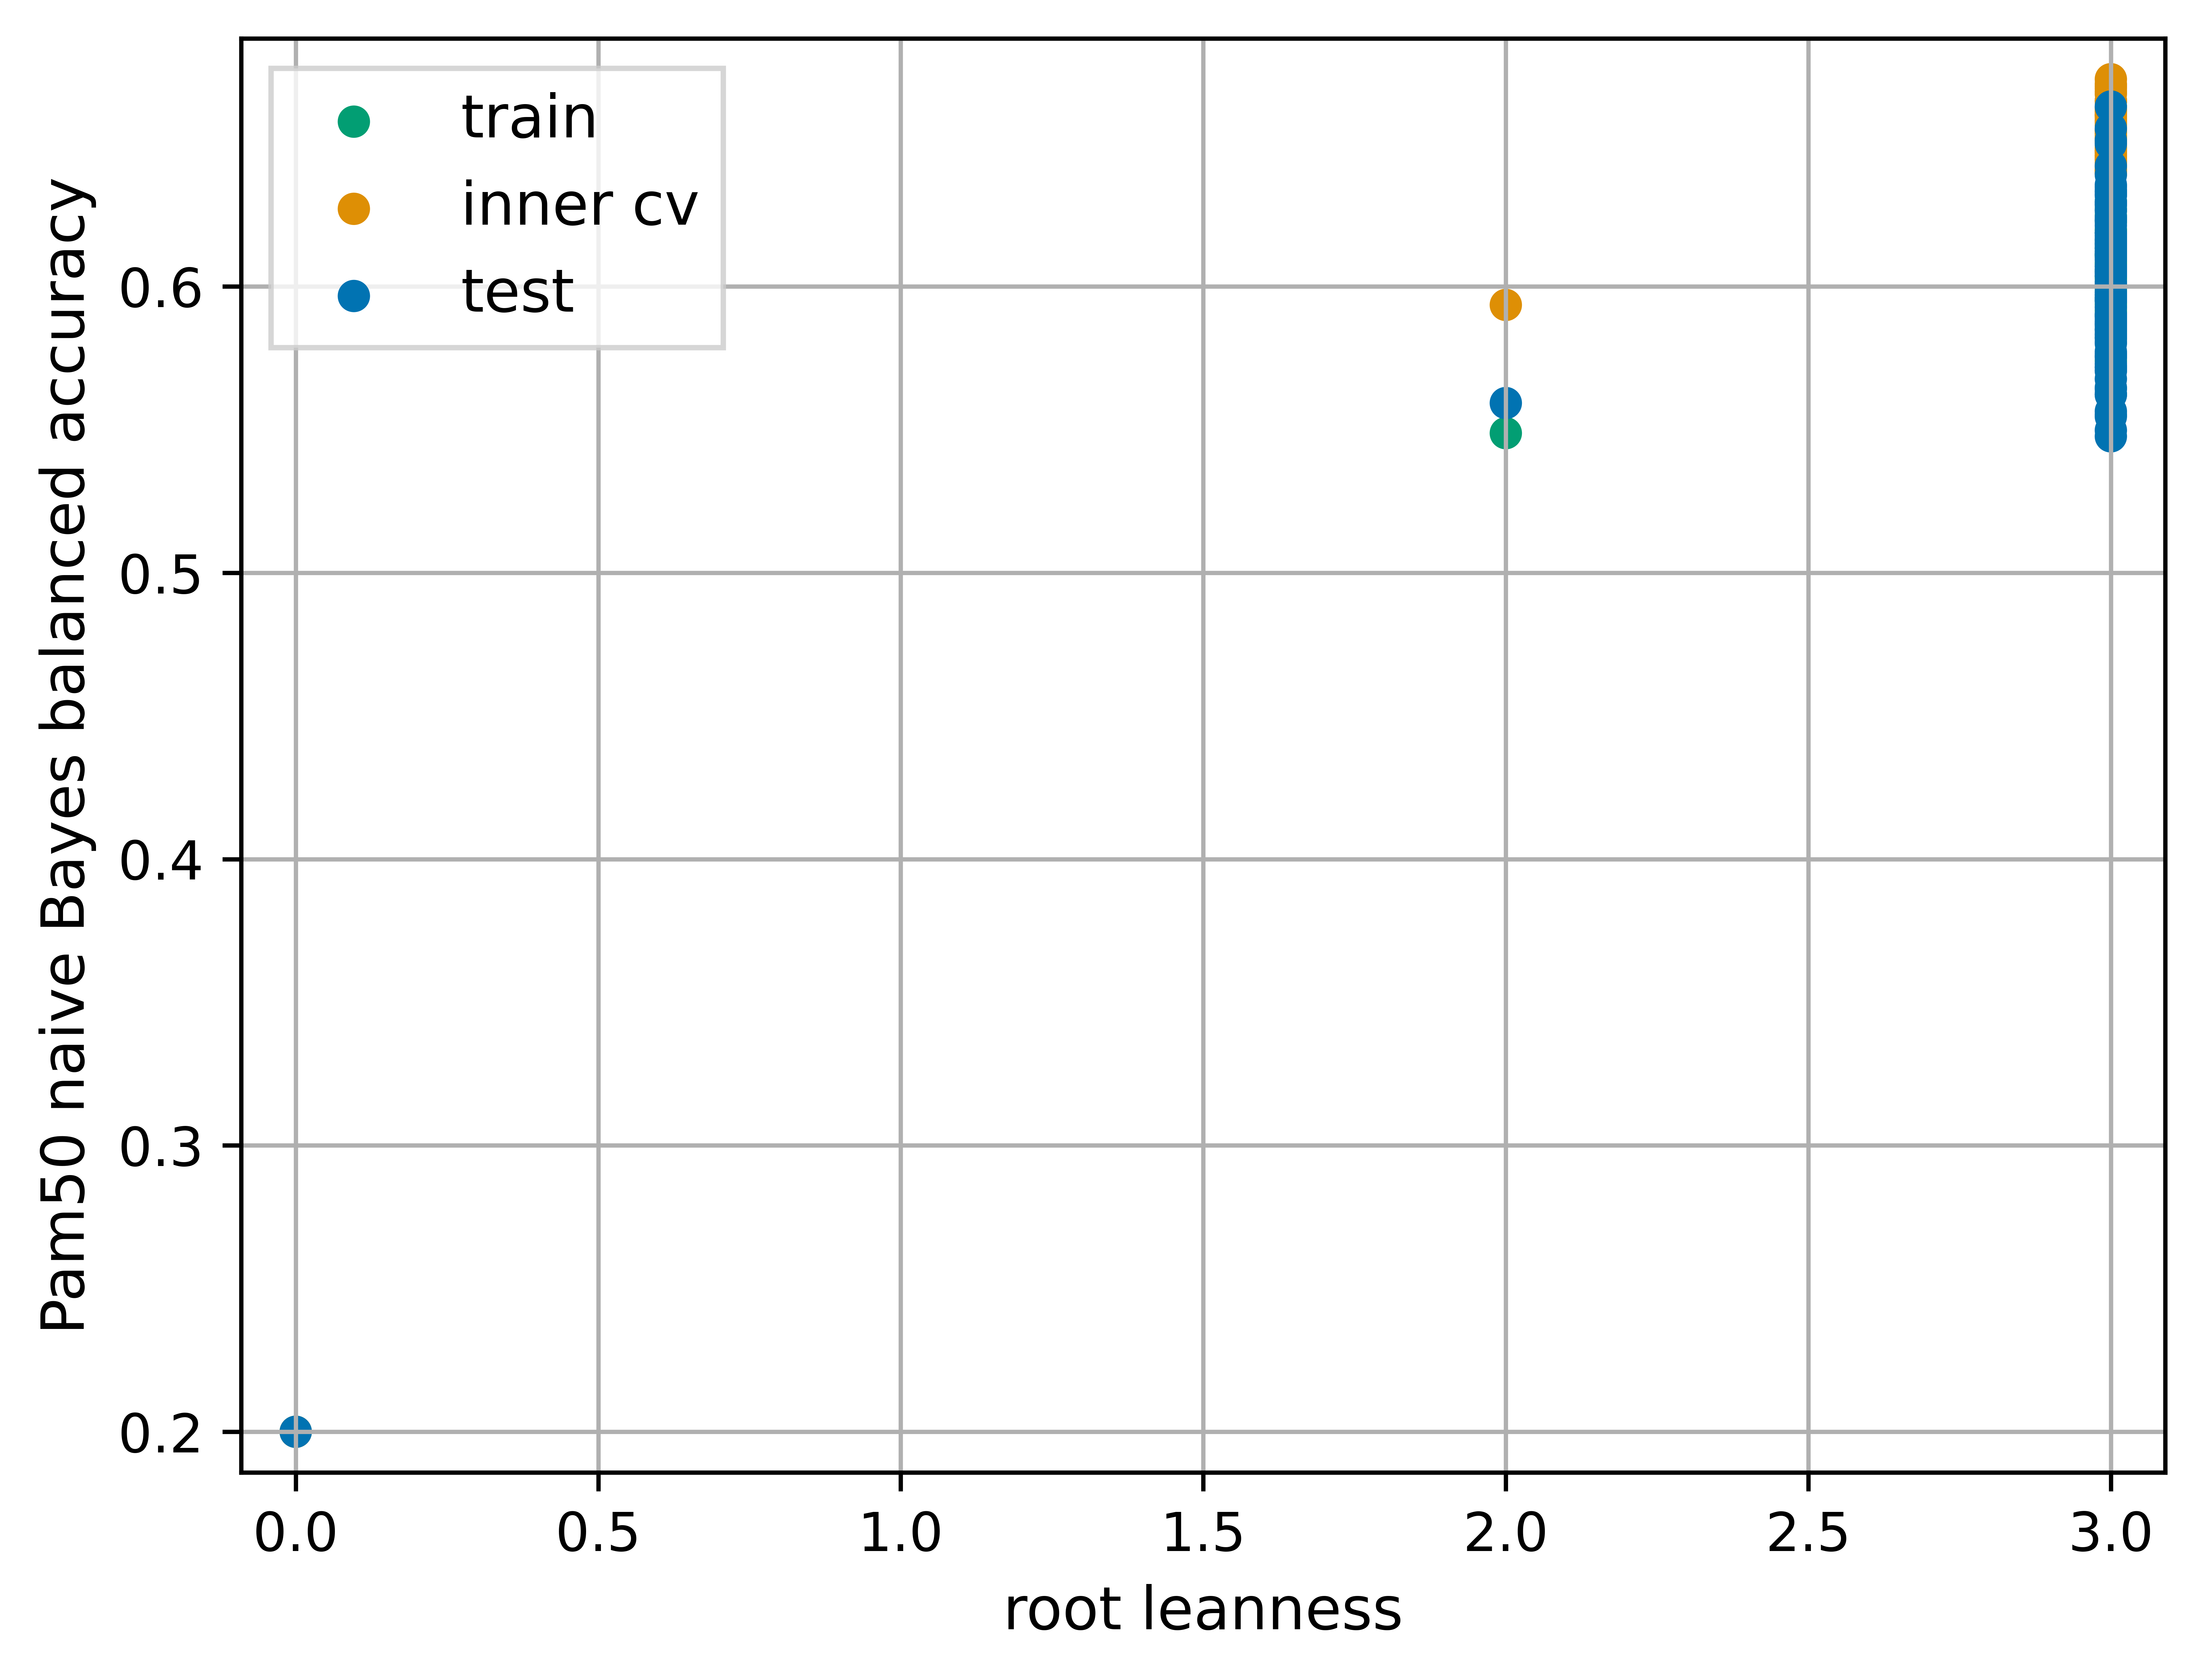 train
inner cv
test
Pam50 naive Bayes balanced accuracy
0.6
0.5
0.4
0.3
0.2
0.0 0.5 1.0 1.5 2.0 2.5 3.0
root leanness